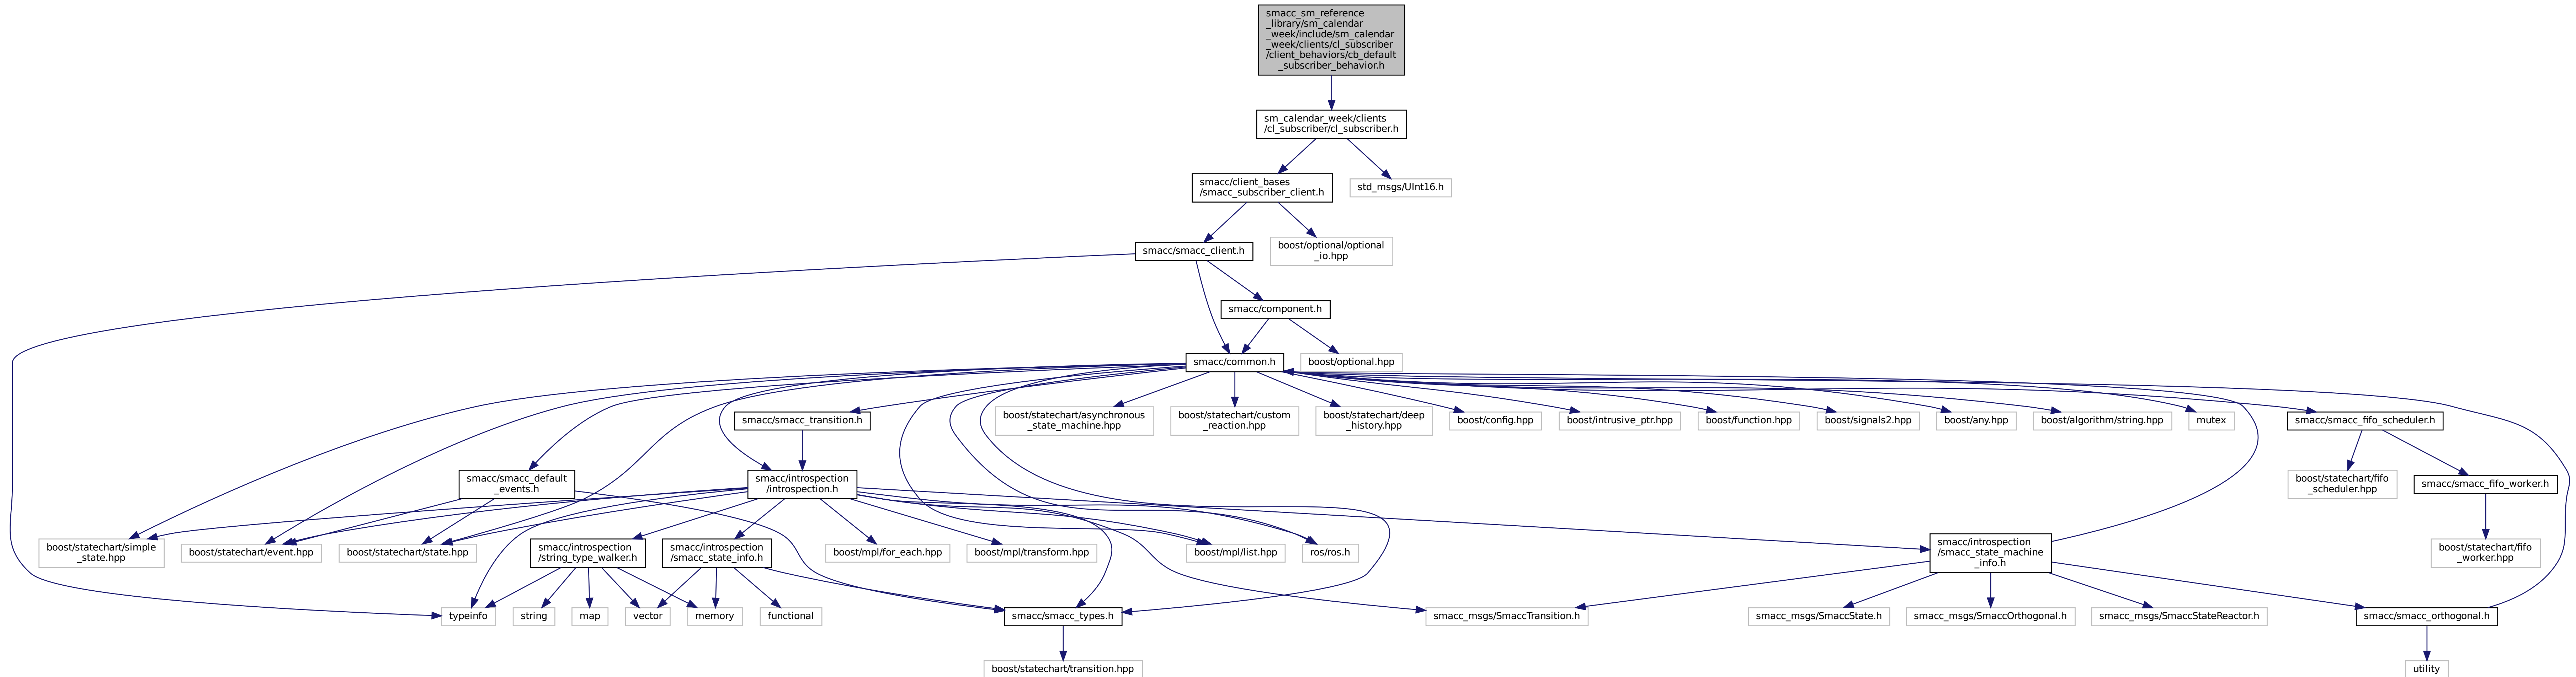 smacc_sm_reference
_library/sm_calendar
_week/include/sm_calendar
_week/clients/cl_subscriber
/client_behaviors/cb_default
_subscriber_behavior.h
sm_calendar_week/clients
/cl_subscriber/cl_subscriber.h
smacc/client_bases
/smacc_subscriber_client.h
std_msgs/UInt16.h
smacc/smacc_client.h
boost/optional/optional
_io.hpp
smacc/component.h
smacc/common.h
boost/optional.hpp
smacc/smacc_transition.h
boost/statechart/asynchronous
_state_machine.hpp
boost/statechart/custom
_reaction.hpp
boost/statechart/deep
_history.hpp
boost/config.hpp
boost/intrusive_ptr.hpp
boost/function.hpp
boost/signals2.hpp
boost/any.hpp
boost/algorithm/string.hpp
mutex
smacc/smacc_fifo_scheduler.h
smacc/smacc_default
_events.h
smacc/introspection
/introspection.h
boost/statechart/fifo
_scheduler.hpp
smacc/smacc_fifo_worker.h
boost/statechart/simple
_state.hpp
boost/statechart/event.hpp
boost/statechart/state.hpp
smacc/introspection
/string_type_walker.h
smacc/introspection
/smacc_state_info.h
boost/mpl/for_each.hpp
boost/mpl/transform.hpp
boost/mpl/list.hpp
ros/ros.h
smacc/introspection
/smacc_state_machine
_info.h
boost/statechart/fifo
_worker.hpp
typeinfo
string
map
vector
memory
functional
smacc/smacc_types.h
smacc_msgs/SmaccTransition.h
smacc_msgs/SmaccState.h
smacc_msgs/SmaccOrthogonal.h
smacc_msgs/SmaccStateReactor.h
smacc/smacc_orthogonal.h
boost/statechart/transition.hpp
utility